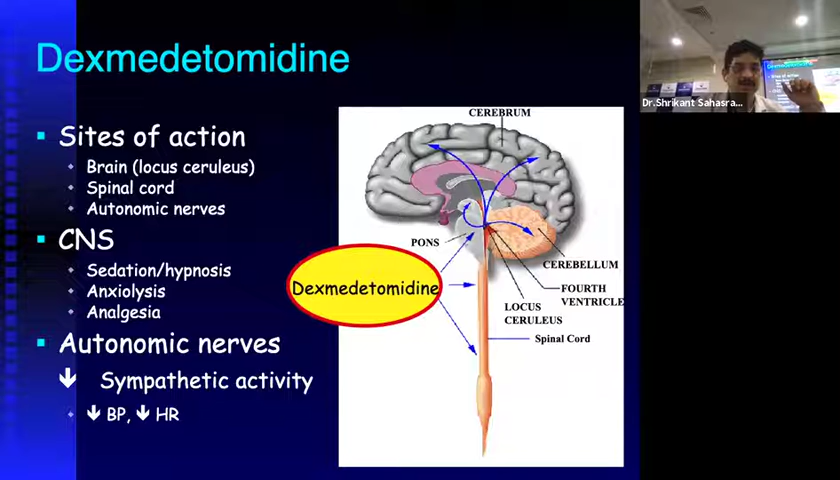 Dexmedetomidine
Sites of action
Brain (locus ceruleus)
Spinal cord
Autonomic nerves
CNS
Sedation/hypnosis
Anxiolysis
Analgesia
Autonomic nerves
Sympathetic activity
BP, HR
CEREBRUM
PONS
CEREBELLUM
Dexmedetomidine
FOURTH
VENTRICLE
LOCUS
CERULEUS
Spinal Cord
Dr.Shrikant Sahasra...